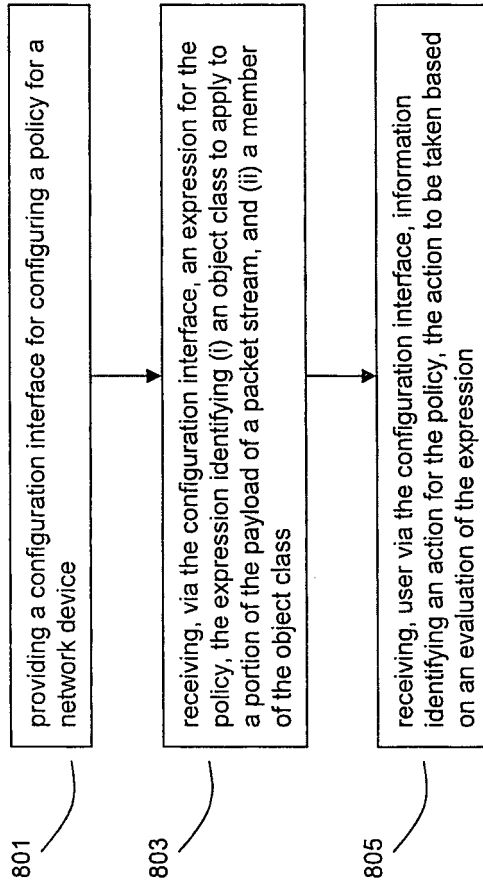 801
providing a configuration interface for configuring a policy for a
network device
803
receiving, via the configuration interface, an expression for the
policy, the expression identifying (i) an object class to apply to
a portion of the payload of a packet stream, and (ii) a member
of the object class
805
receiving, user via the configuration interface, information
identifying an action for the policy, the action to be taken based
on an evaluation of the expression